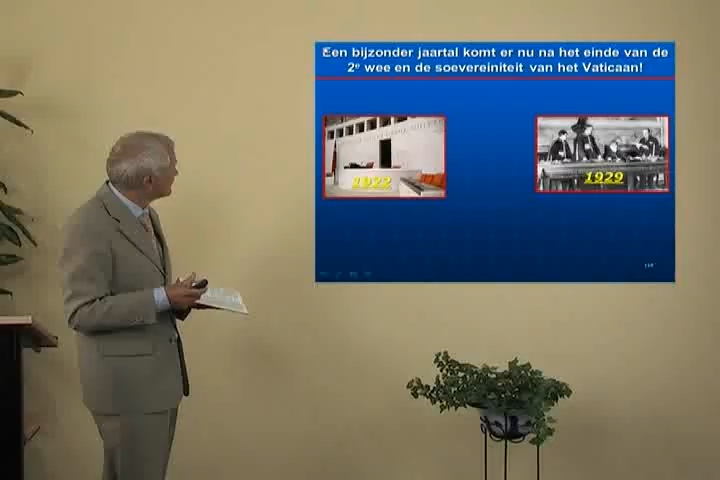 Een bijzonder jaartal komt er nu na het einde van de
2e wee en de soevereiniteit van het Vaticaan!
1922
1929